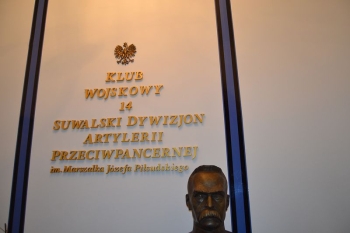 KLUB
WOJSKOWY
14
SUWALSKI DYWIZJON
ARTYLERII
PRZECIWPANCERNEJ
im. Marszałka Józefa Piłsudskiego